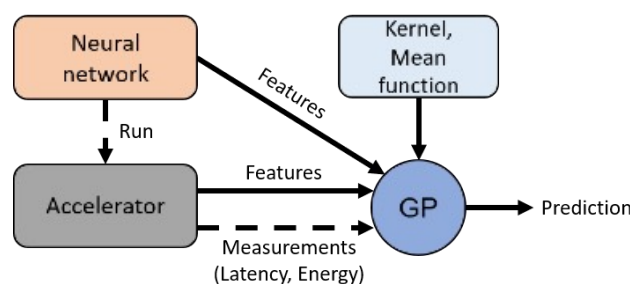 Neural
network
Kernel,
Mean
function
Features
Run
Features
Accelerator
GP
Prediction
Measurements
(Latency, Energy)